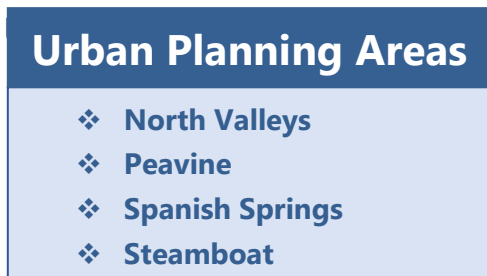 Urban Planning Areas
❖ North Valleys
❖ Peavine
❖ Spanish Springs
❖ Steamboat